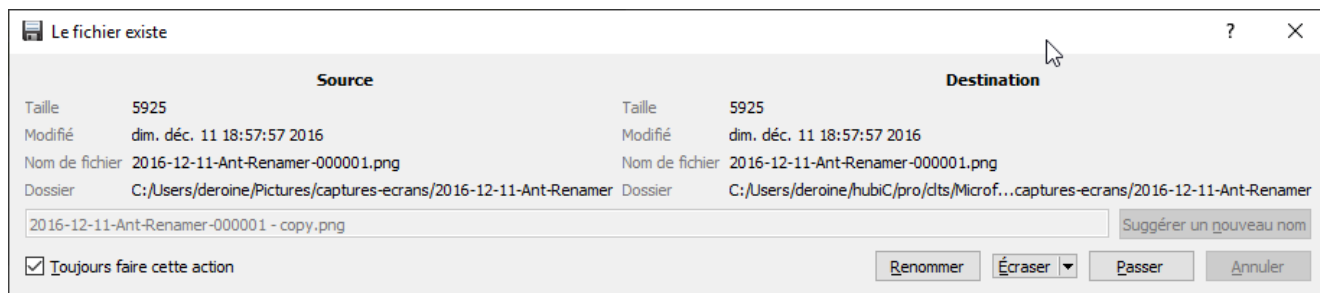 Le fichier existe ?
Source Destination
Taille 5925 Taille 5925
Modifié dim. déc. 11 18:57:57 2016 Modifié dim. déc. 11 18:57:57 2016
Nom de fichier 2016-12-11-Ant-Renamer-000001.png Nom de fichier 2016-12-11-Ant-Renamer-000001.png
Dossier C:/Users/deroine/Pictures/captures-ecrans/2016-12-11-Ant-Renamer Dossier C:/Users/deroine/hubiC/pro/clts/Microf...captures-ecrans/2016-12-11-Ant-Renamer
2016-12-11-Ant-Renamer-000001 - copy.png Suggérer un nouveau nom
Toujours faire cette action Renommer Écraser Passer Annuler